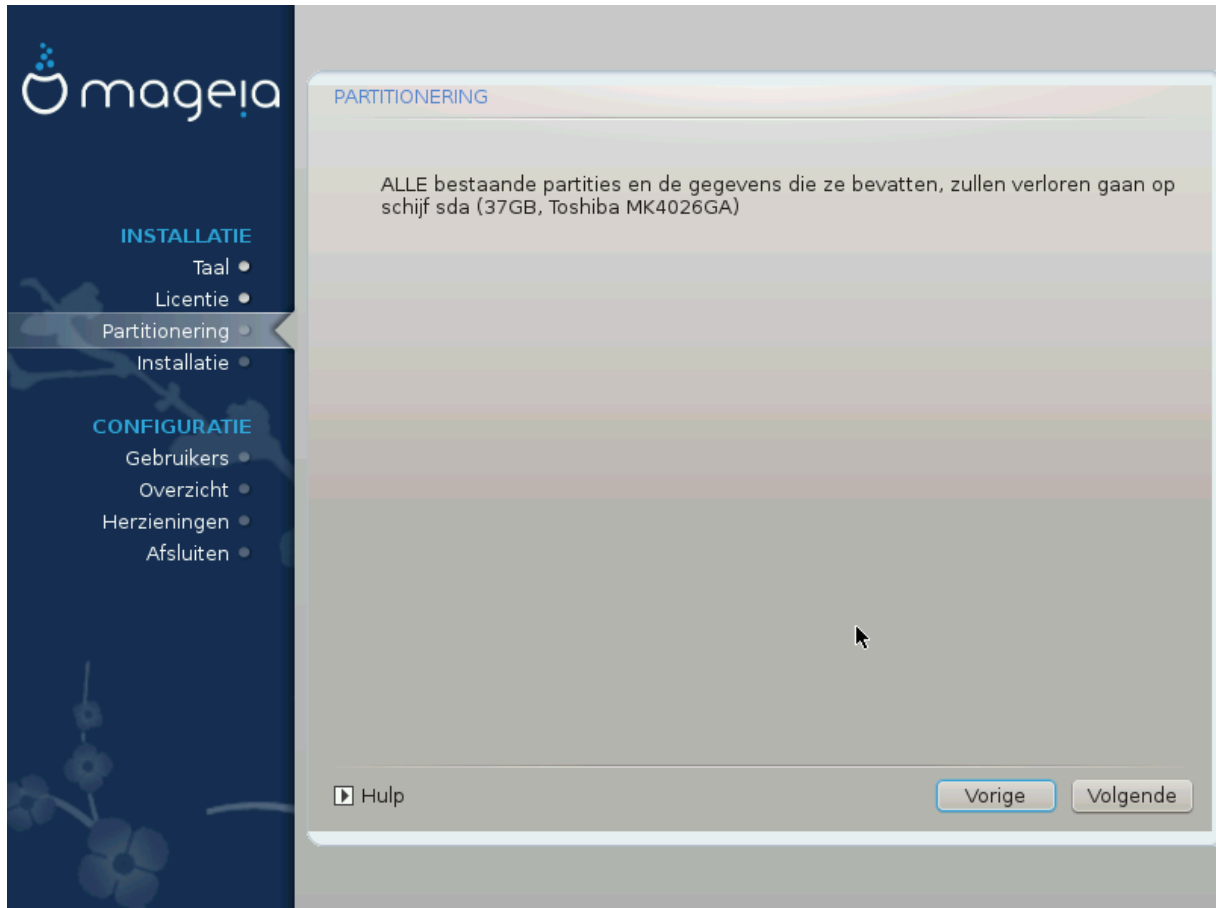 mageia
INSTALLATIE
Taal
Licentie
Partitionering
Installatie
CONFIGURATIE
Gebruikers
Overzicht
Herzieningen
Afsluiten
PARTITIONERING
ALLE bestaande partities en de gegevens die ze bevatten, zullen verloren gaan op
schijf sda (37GB, Toshiba MK4026GA)
Hulp
Vorige
Volgende